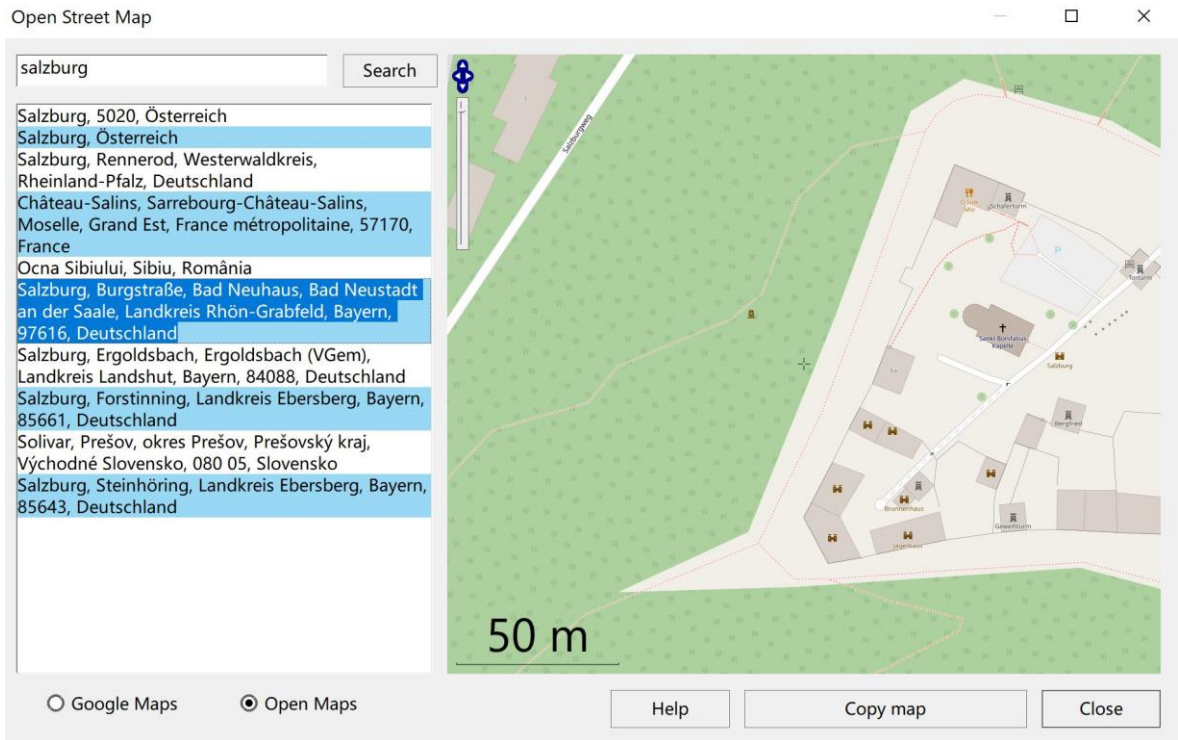 Open Street Map
salzburg
Search
Salzburg, 5020, Österreich
Salzburg, Österreich
Salzburg, Rennerod, Westerwaldkreis,
Rheinland-Pfalz, Deutschland
Château-Salins, Sarrebourg-Château-Salins,
Moselle, Grand Est, France métropolitaine, 57170,
France
Ocna Sibiului, Sibiu, România
Salzburg, Burgstraße, Bad Neuhaus, Bad Neustadt
an der Saale, Landkreis Rhön-Grabfeld, Bayern,
97616, Deutschland
Salzburg, Ergoldsbach, Ergoldsbach (VGem),
Landkreis Landshut, Bayern, 84088, Deutschland
Salzburg, Forstinning, Landkreis Ebersberg, Bayern,
85661, Deutschland
Solivar, Prešov, okres Prešov, Prešovský kraj,
Východné Slovensko, 080 05, Slovensko
Salzburg, Steinhöring, Landkreis Ebersberg, Bayern,
85643, Deutschland
Salzburgweg
Schäferturm
P
Torturm
Sankt Bonifatius
Kapelle
Salzburg
Bergfried
Brunnenhaus
Geweihturm
Jägerhaus
50 m
Google Maps
Open Maps
Help
Copy map
Close